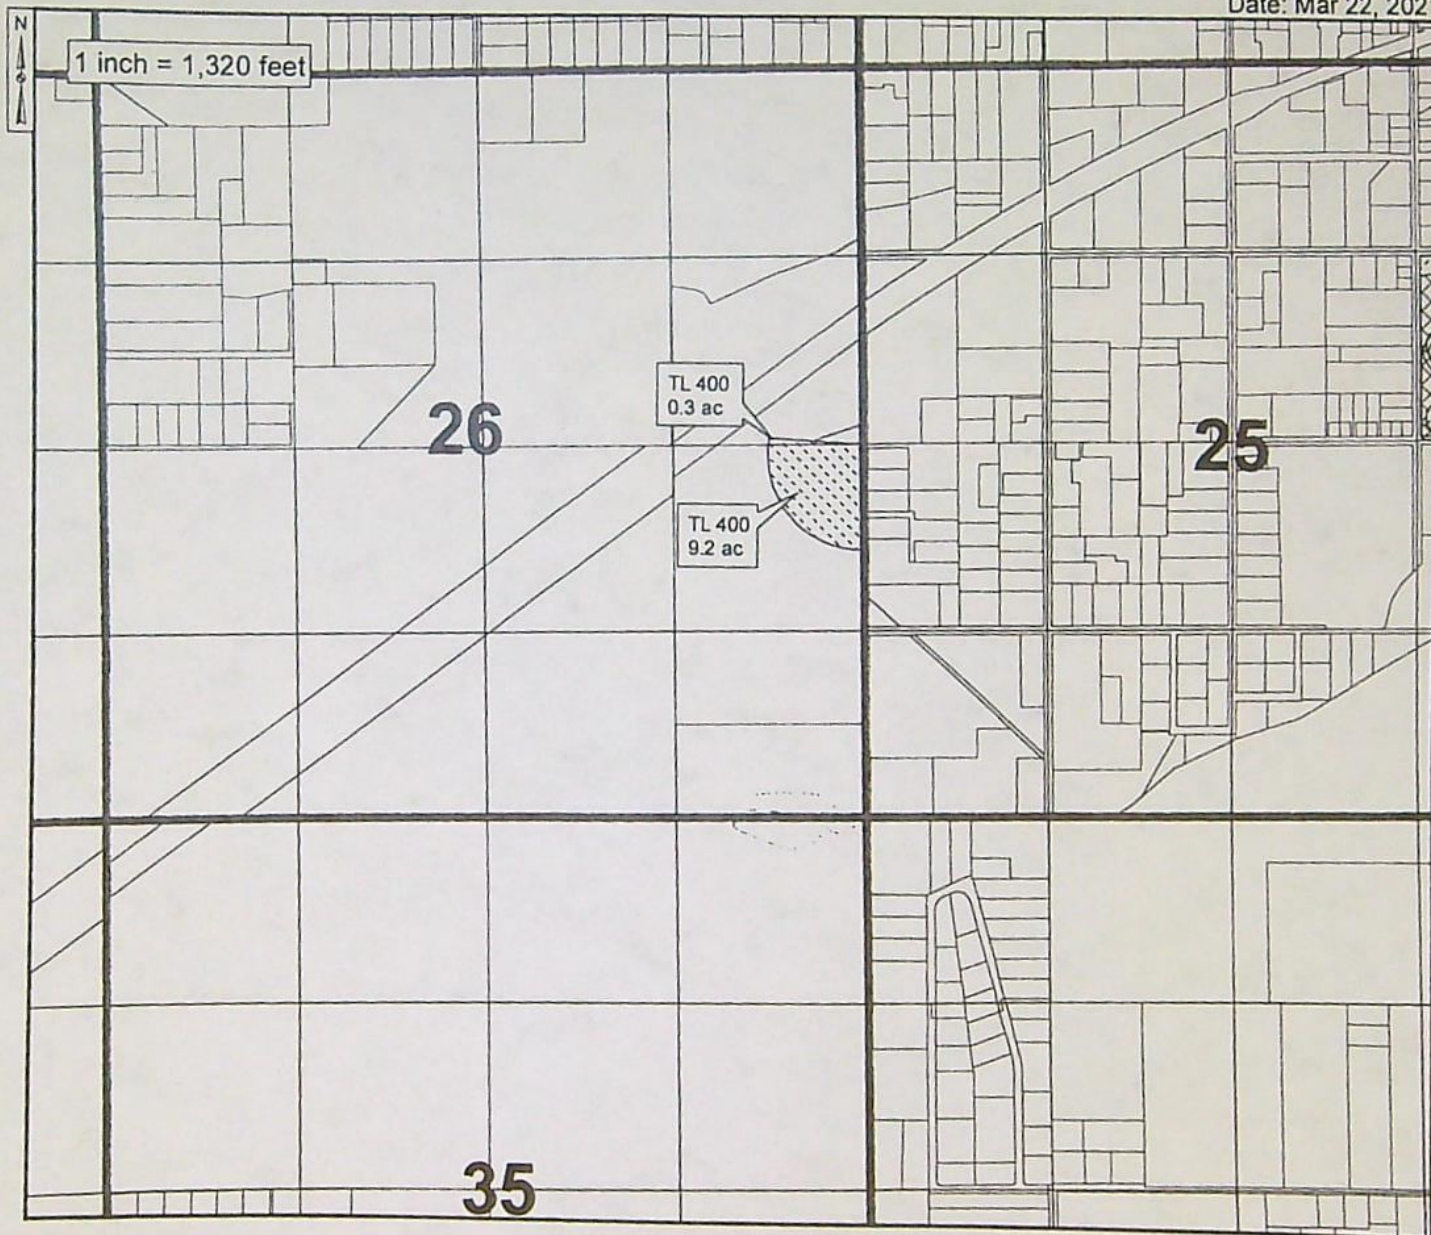 Date: Mar 22, 202
N
1 inch = 1,320 feet
TL 400
0.3 ac
26
25
TL 400
9.2 ac
35